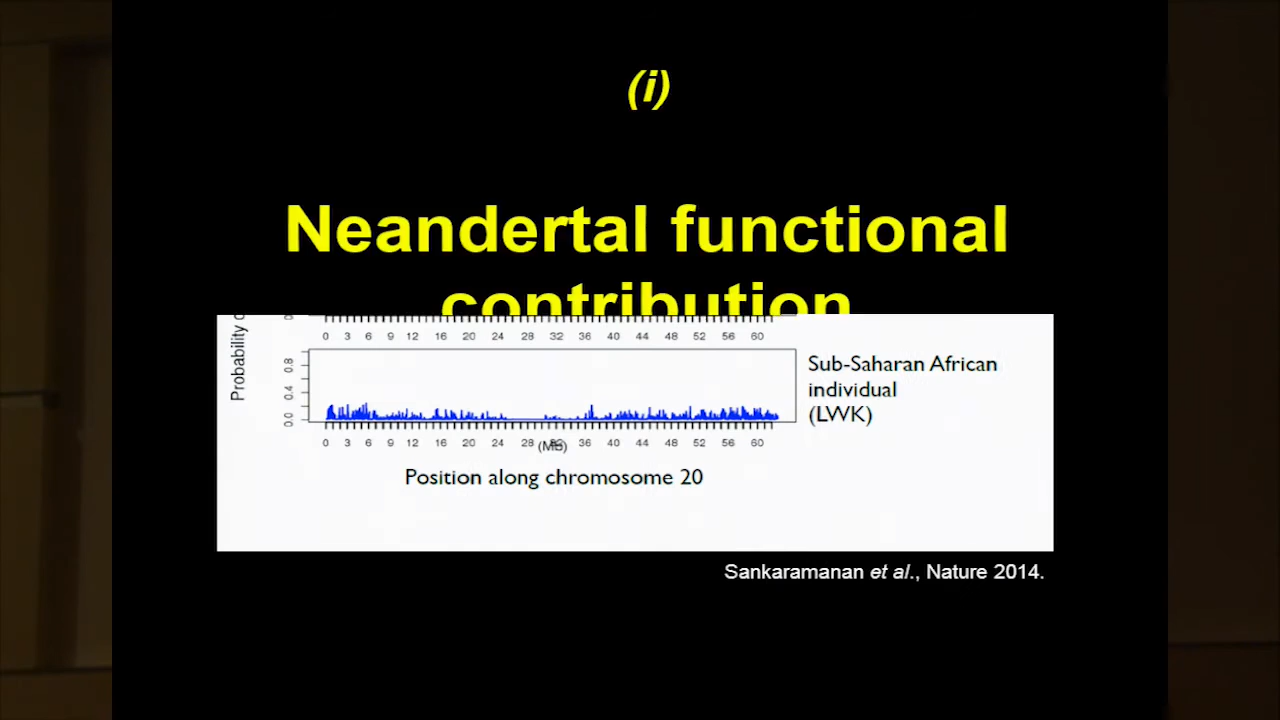 (i)
Neandertal functional
contribution
Probability
0 3 6 9 12 16 20 24 28 32 36 40 44 48 52 56 60
0.0 0.4 0.8
Sub-Saharan African
individual
(LWK)
0 3 6 9 12 16 20 24 28 36 40 44 48 52 56 60
(Mb)
Position along chromosome 20
Sankaramanan et al., Nature 2014.